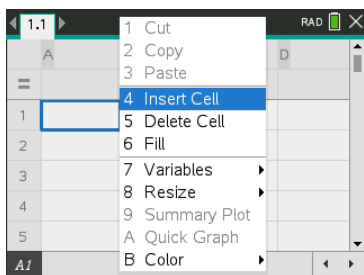 1.1
RAD
A
D
=
1
2
3
4
5
A1
1 Cut
2 Copy
3 Paste
4 Insert Cell
5 Delete Cell
6 Fill
7 Variables
8 Resize
9 Summary Plot
A Quick Graph
B Color